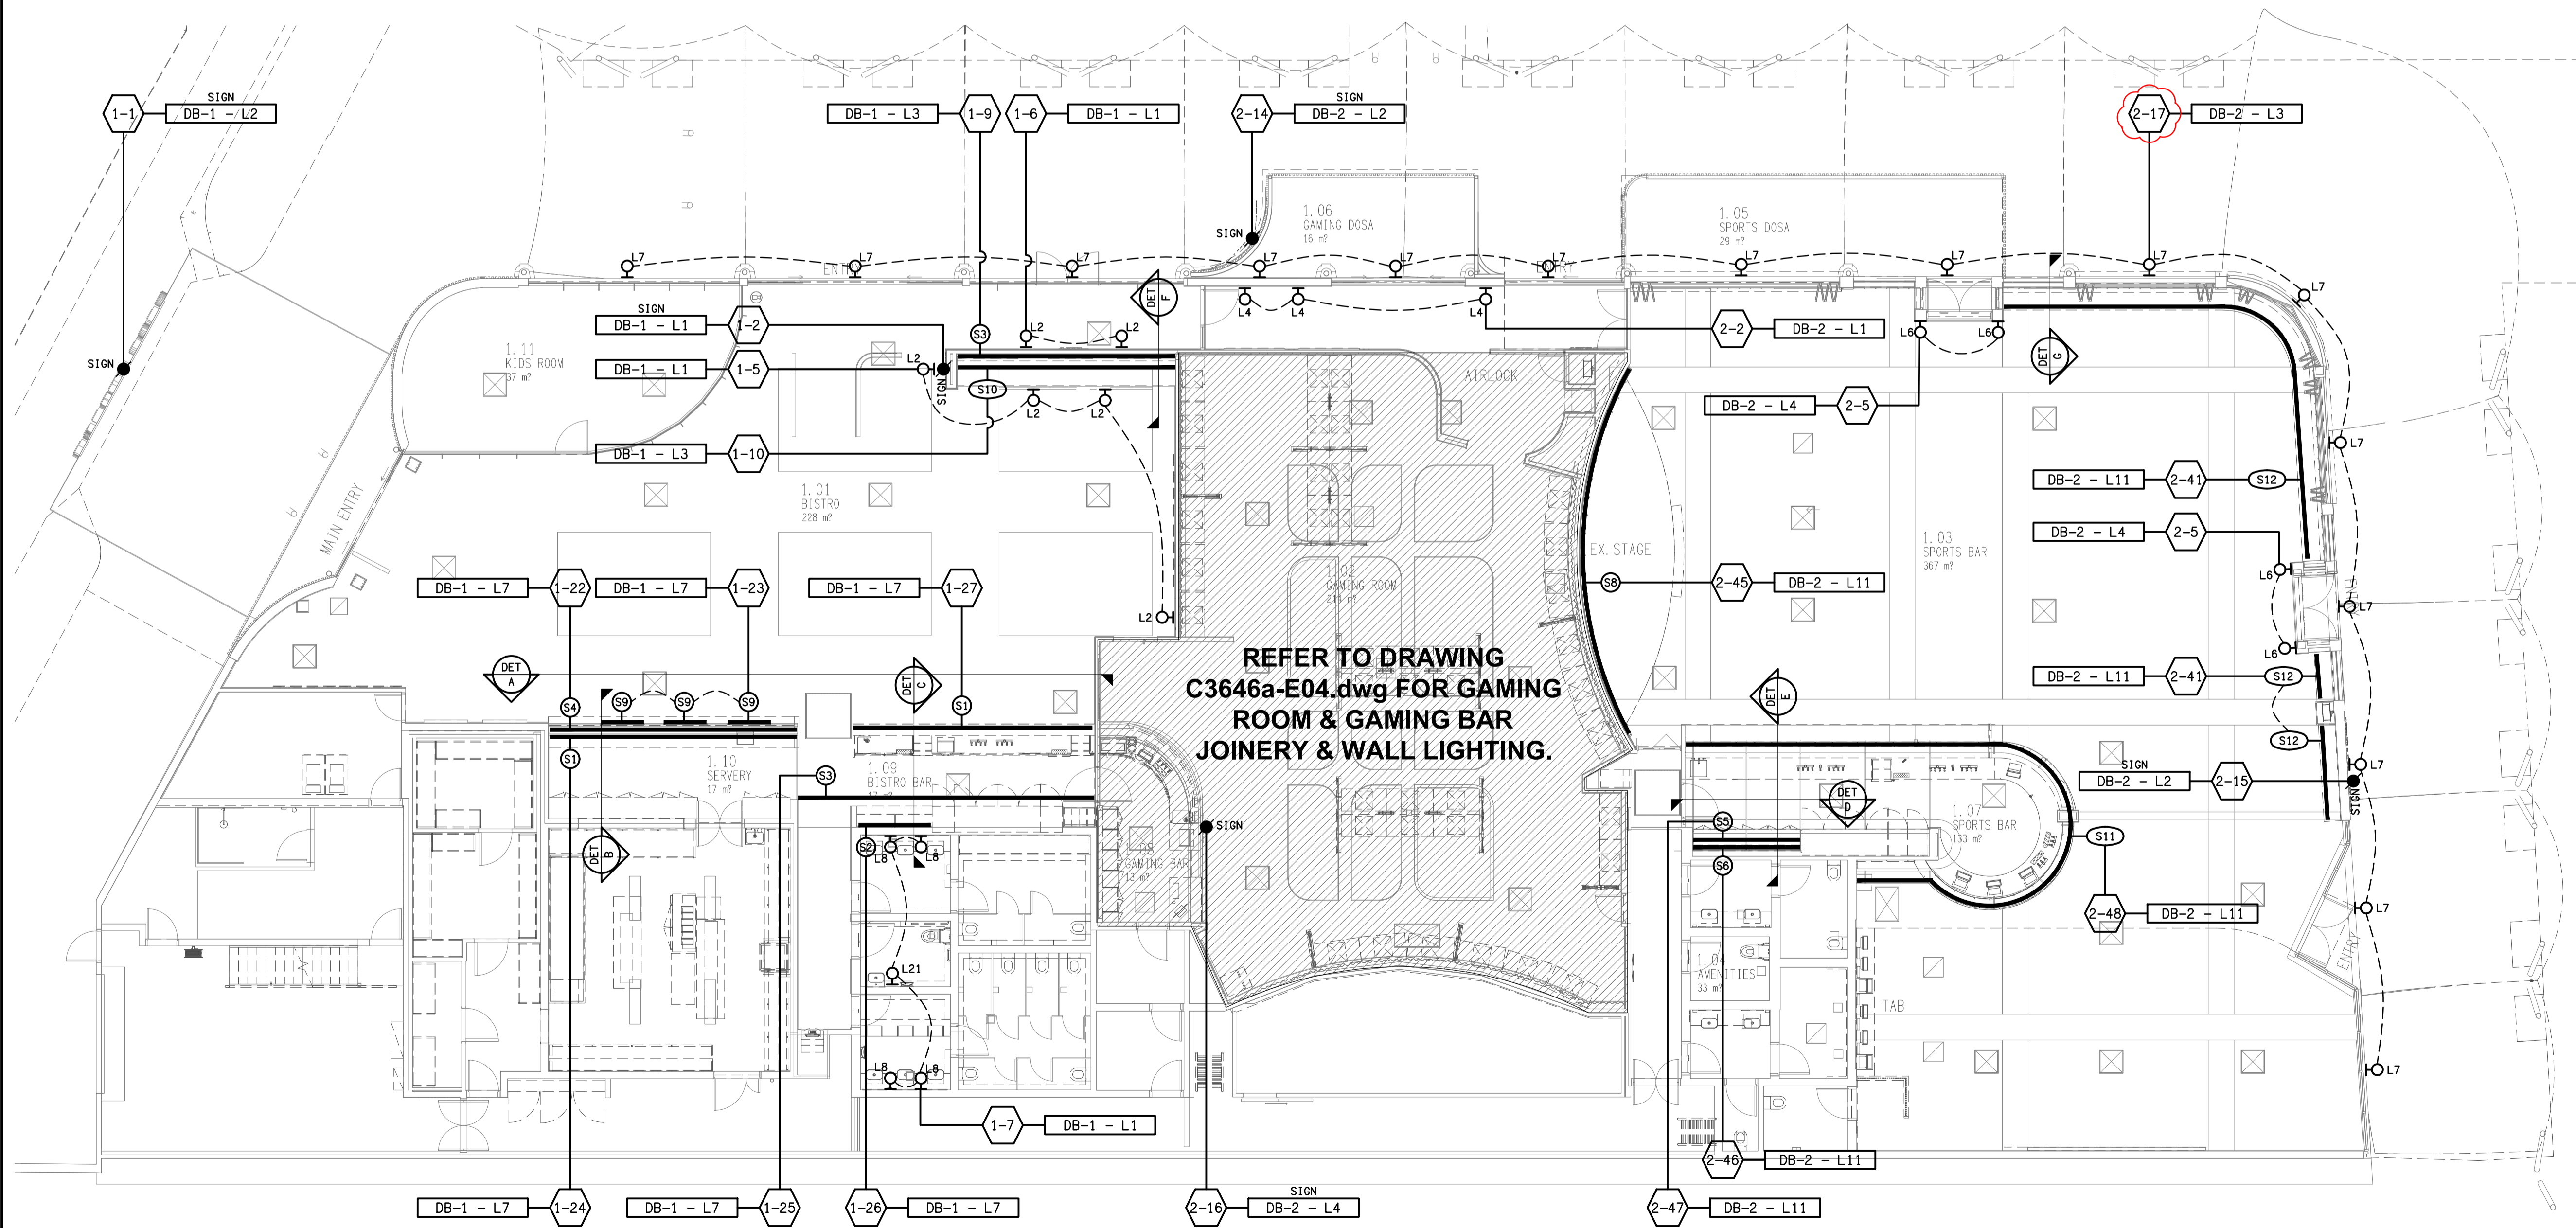 SIGN
1-1 DB-1 - L2
DB-1 - L3 1-9
1-6 DB-1 - L1
SIGN
2-14 DB-2 - L2
2-17 DB-2 - L3
1.06
GAMING DOSA
16 m?
1.05
SPORTS DOSA
29 m?
SIGN
L7
L7
L7
L7
L7
L7
L7
L7
L7
L7
ENTRY
ENTRY
DET
F
DET
G
L4
L4
L4
SIGN
DB-1 - L1 1-2
S3
L2
L2
2-2 DB-2 - L1
L6
L6
1.11
KIDS ROOM
37 m?
SIGN
DB-1 - L1 1-5
L2
SIGN
S10
L2
L2
AIRLOCK
DB-2 - L4 2-5
DB-1 - L3 1-10
L7
MAIN ENTRY
1.01
BISTRO
228 m?
DB-2 - L11 2-41 S12
DB-2 - L4 2-5
EX.STAGE
1.03
SPORTS BAR
367 m?
DB-1 - L7 1-22
DB-1 - L7 1-23
DB-1 - L7 1-27
1.02
GAMING ROOM
214 m?
S8 2-45 DB-2 - L11
L6
L7
L2
L6
REFER TO DRAWING
C3646a-E04.dwg FOR GAMING
ROOM & GAMING BAR
JOINERY & WALL LIGHTING.
DET
A
DET
C
DET
E
DB-2 - L11 2-41 S12
S4
S9
S9
S9
S1
S12
S1
1.10
SERVERY
17 m?
S3
1.09
BISTRO BAR
17 m?
L7
SIGN
DB-2 - L2 2-15
SIGN
DET
D
1.07
SPORTS BAR
133 m?
SIGN
S5
S11
DET
B
S2
L8
L8
1.08
GAMING BAR
13 m?
S6
2-48 DB-2 - L11
L7
L21
1.04
AMENITIES
33 m?
ENTRY
TAB
L8
L8
L7
1-7 DB-1 - L1
2-46 DB-2 - L11
DB-1 - L7 1-24
DB-1 - L7 1-25
1-26 DB-1 - L7
SIGN
2-16 DB-2 - L4
2-47 DB-2 - L11